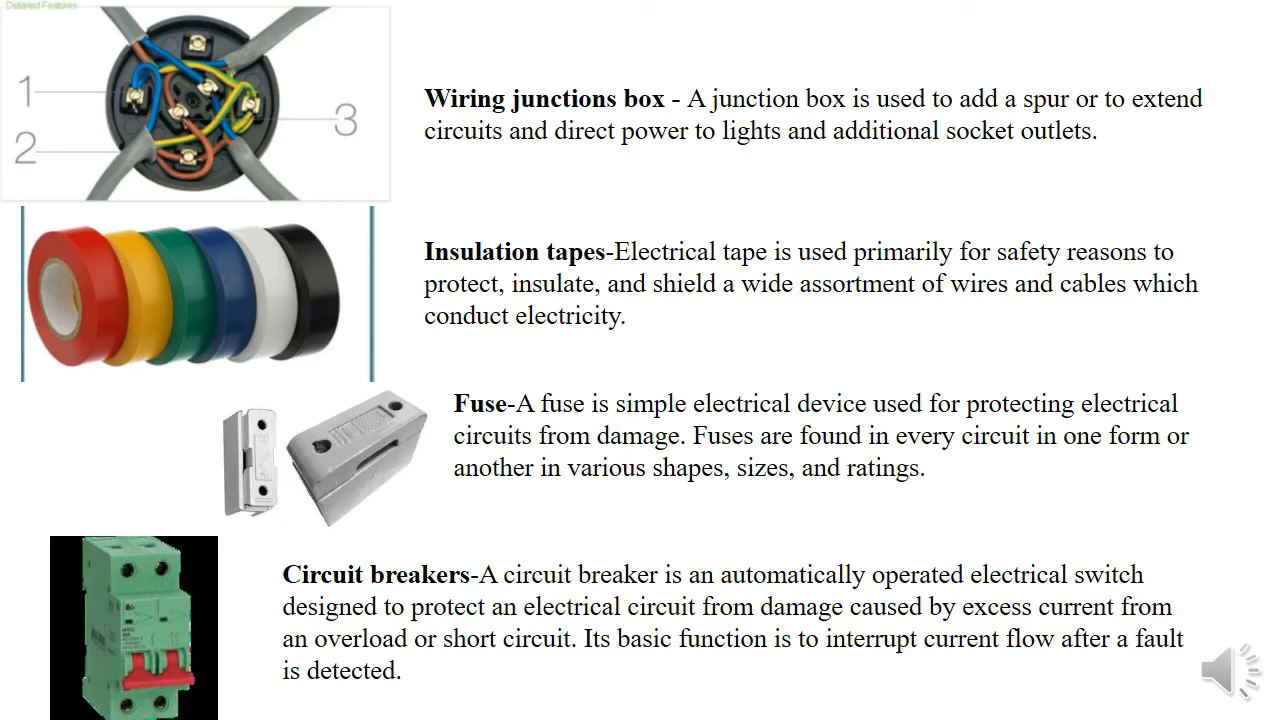 Detailed Features
1
2
3
Wiring junctions box - A junction box is used to add a spur or to extend
circuits and direct power to lights and additional socket outlets.
Insulation tapes-Electrical tape is used primarily for safety reasons to
protect, insulate, and shield a wide assortment of wires and cables which
conduct electricity.
Fuse-A fuse is simple electrical device used for protecting electrical
circuits from damage. Fuses are found in every circuit in one form or
another in various shapes, sizes, and ratings.
Circuit breakers-A circuit breaker is an automatically operated electrical switch
designed to protect an electrical circuit from damage caused by excess current from
an overload or short circuit. Its basic function is to interrupt current flow after a fault
is detected.